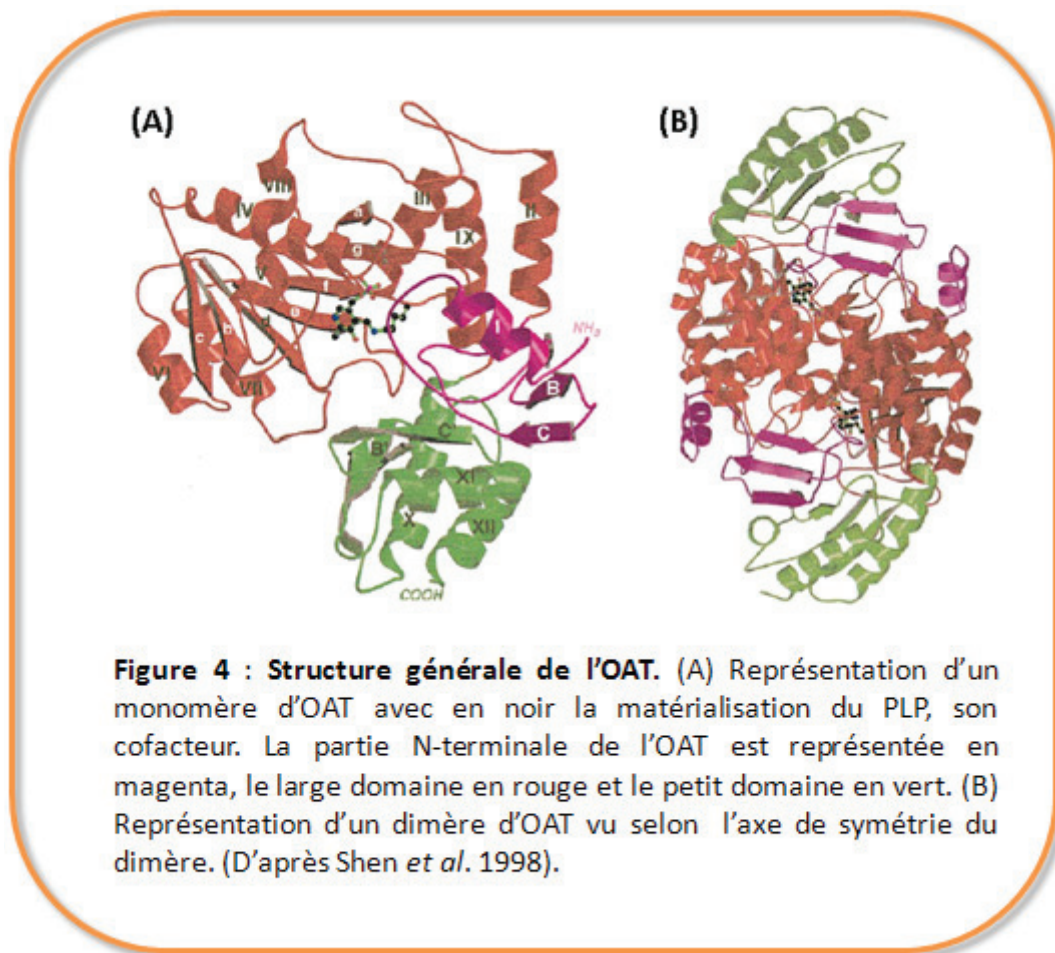 (A)
(B)
VIII
IV
III
II
a
g
IX
V
f
e
d
I
NH3
c
b
B
VI
VII
C
C'
B'
XI
X
XII
COOH
Figure 4 : Structure générale de l'OAT. (A) Représentation d'un
monomère d'OAT avec en noir la matérialisation du PLP, son
cofacteur. La partie N-terminale de l'OAT est représentée en
magenta, le large domaine en rouge et le petit domaine en vert. (B)
Représentation d'un dimère d'OAT vu selon l'axe de symétrie du
dimère. (D'après Shen et al. 1998).